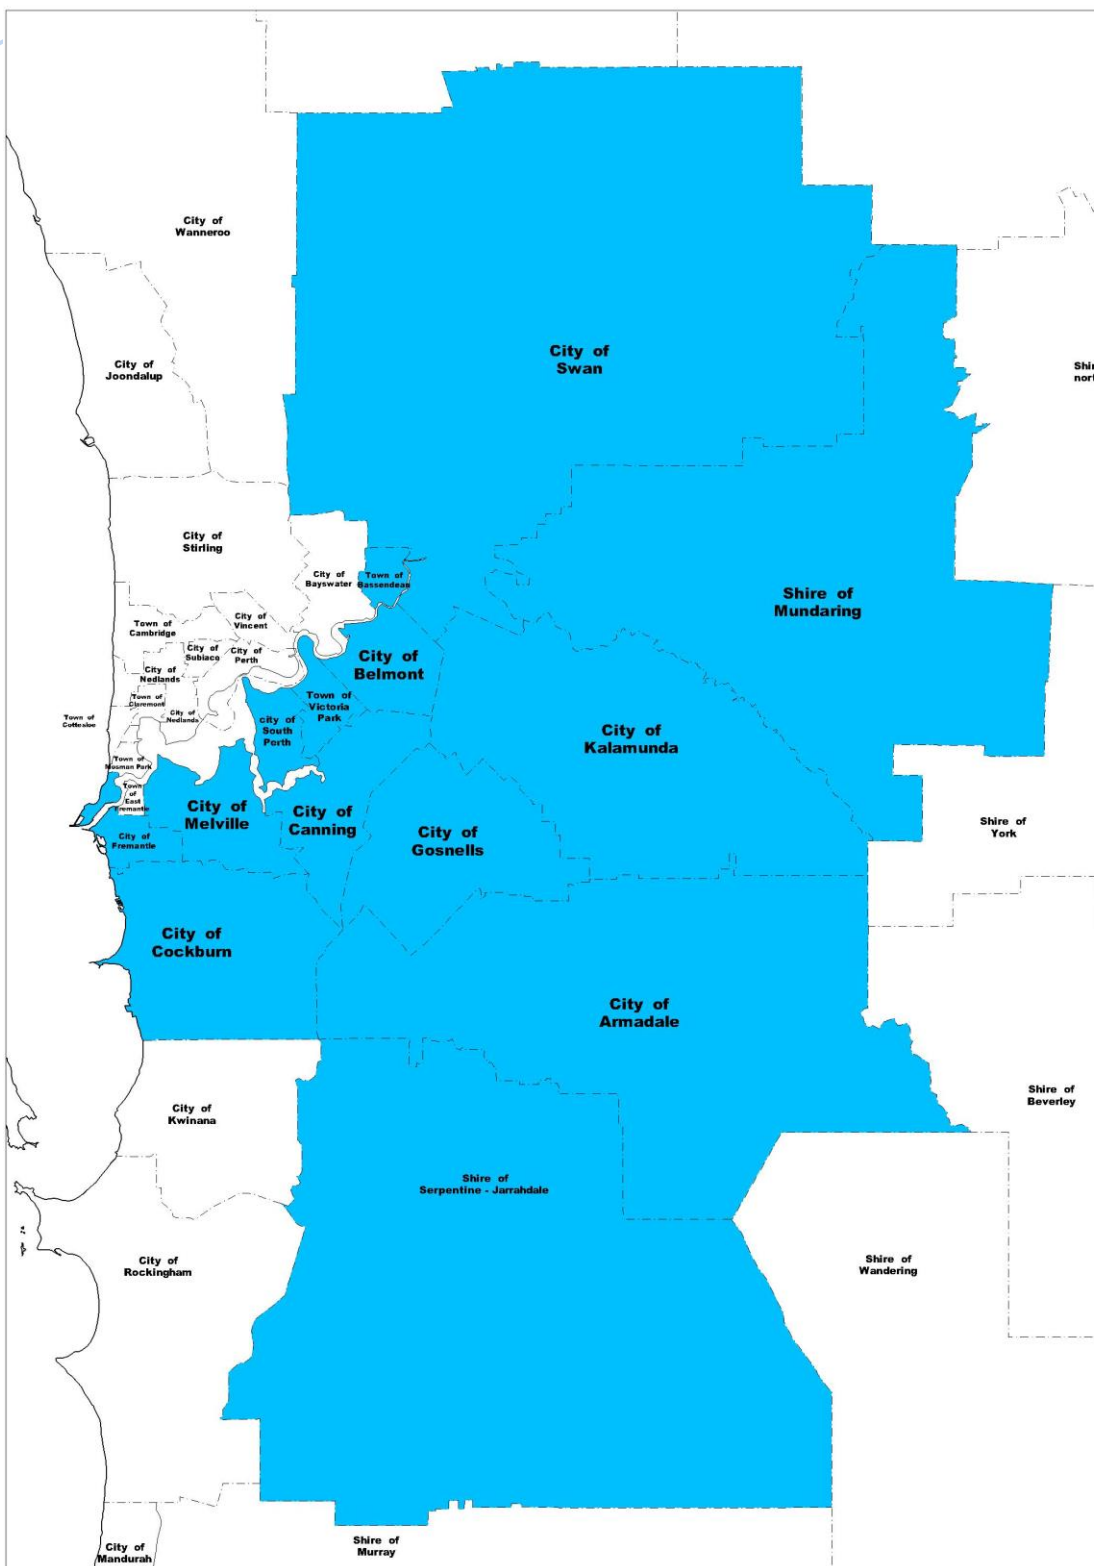 City of
Wanneroo
City of
Joondalup
City of
Swan
Shir
nort
City of
Stirling
City of
Bayswater
Town of
Bassendean
Shire of
Mundaring
Town of
Cambridge
City of
Vincent
City of
Subiaco
City of
Perth
City of
Belmont
City of
Nedlands
Town of
Claremont
City of
Nedlands
Town of
Cottesloe
Town of
Victoria
Park
city of
South
Perth
City of
Kalamunda
Town of
Mosman Park
Town
of
East
Fremantle
City of
Melville
City of
Canning
City of
Gosnells
City of
Fremantle
Shire of
York
City of
Cockburn
City of
Armadale
Shire of
Beverley
City of
Kwinana
Shire of
Serpentine - Jarrahdale
City of
Rockingham
Shire of
Wandering
City of
Mandurah
Shire of
Murray